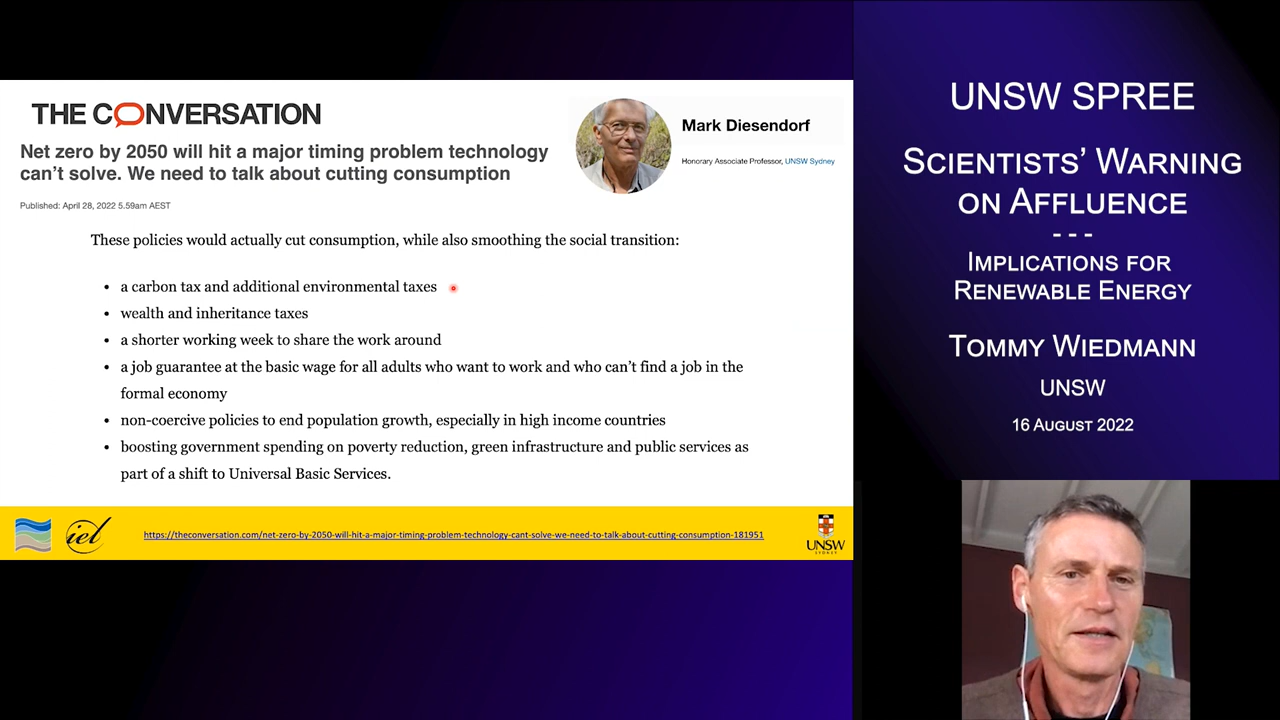 THE CONVERSATION
Net zero by 2050 will hit a major timing problem technology
can't solve. We need to talk about cutting consumption
Published: April 28, 2022 5.59am AEST
Mark Diesendorf
Honorary Associate Professor, UNSW Sydney
These policies would actually cut consumption, while also smoothing the social transition:
• a carbon tax and additional environmental taxes
• wealth and inheritance taxes
• a shorter working week to share the work around
• a job guarantee at the basic wage for all adults who want to work and who can't find a job in the
formal economy
• non-coercive policies to end population growth, especially in high income countries
• boosting government spending on poverty reduction, green infrastructure and public services as
part of a shift to Universal Basic Services.
iel
https://theconversation.com/net-zero-by-2050-will-hit-a-major-timing-problem-technology-cant-solve-we-need-to-talk-about-cutting-consumption-181951
UNSW
SYDNEY
UNSW SPREE
Scientists' Warning
on Affluence
- - -
Implications for
Renewable Energy
Tommy Wiedmann
UNSW
16 August 2022